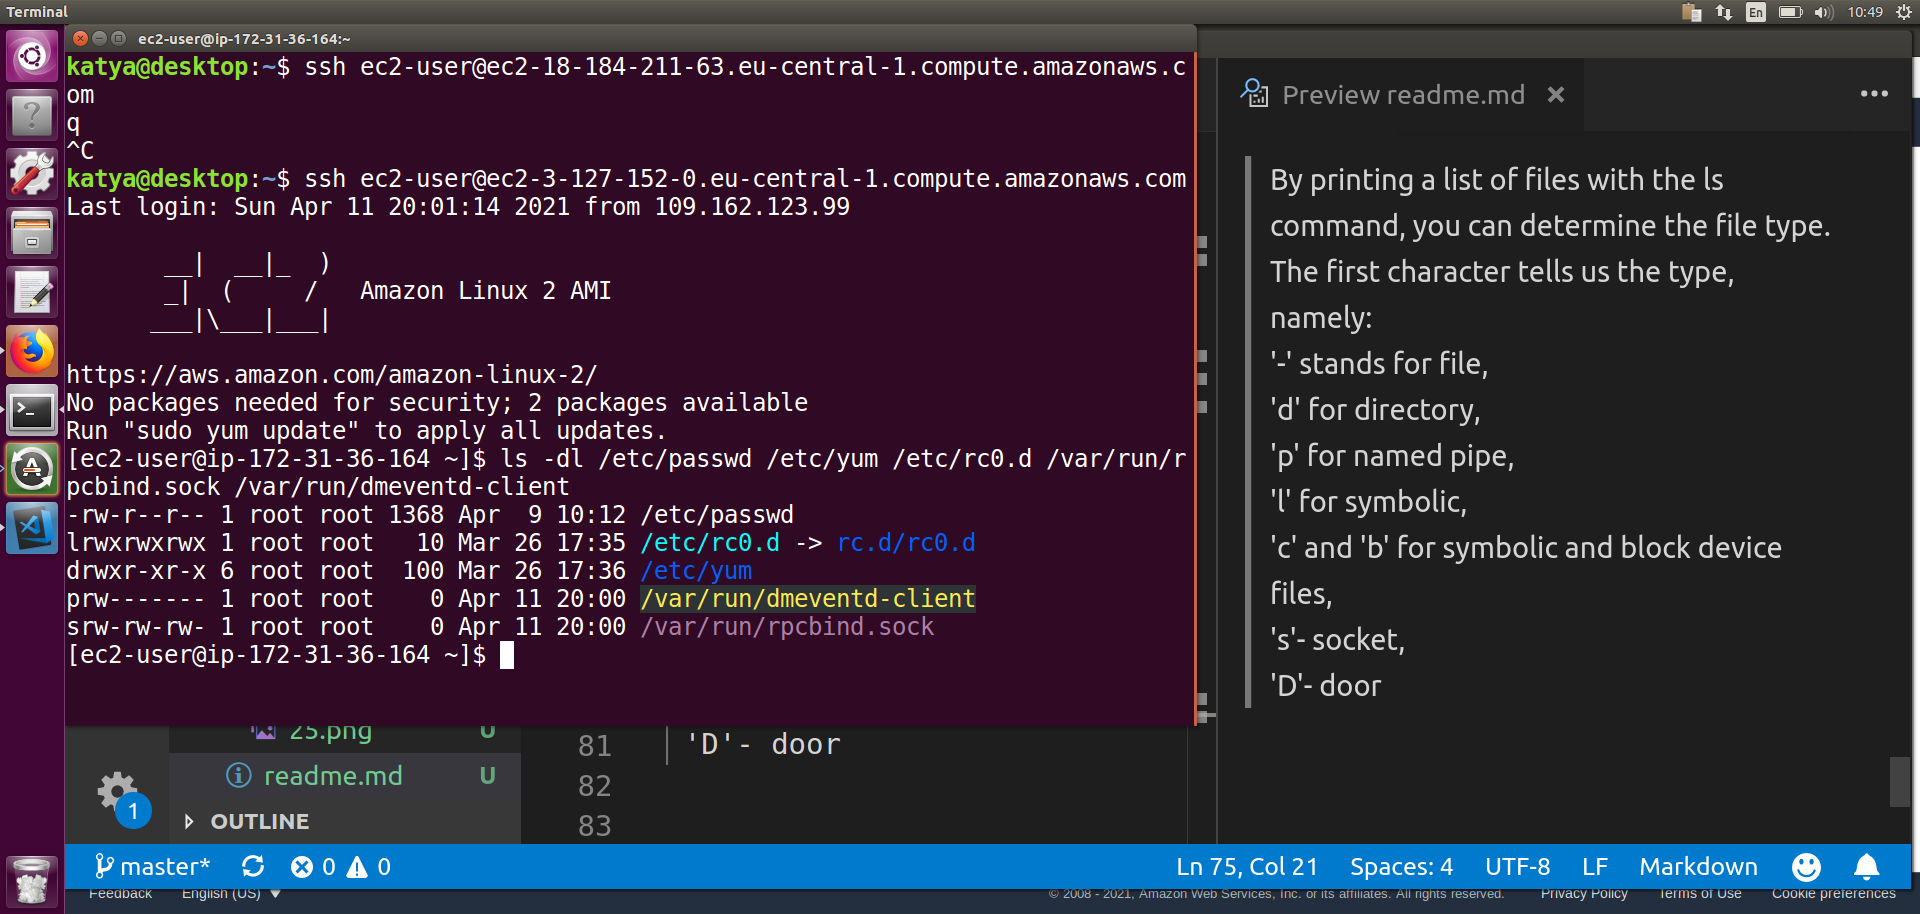 Terminal
En
10:49
ec2-user@ip-172-31-36-164:~
katya@desktop:~$ ssh ec2-user@ec2-18-184-211-63.eu-central-1.compute.amazonaws.c
om
q
^C
katya@desktop:~$ ssh ec2-user@ec2-3-127-152-0.eu-central-1.compute.amazonaws.com
Last login: Sun Apr 11 20:01:14 2021 from 109.162.123.99
       __|  __|_  )
       _|  (     /   Amazon Linux 2 AMI
      ___|\___|___|
https://aws.amazon.com/amazon-linux-2/
No packages needed for security; 2 packages available
Run "sudo yum update" to apply all updates.
[ec2-user@ip-172-31-36-164 ~]$ ls -dl /etc/passwd /etc/yum /etc/rc0.d /var/run/r
pcbind.sock /var/run/dmeventd-client
-rw-r--r-- 1 root root 1368 Apr  9 10:12 /etc/passwd
lrwxrwxrwx 1 root root   10 Mar 26 17:35 /etc/rc0.d -> rc.d/rc0.d
drwxr-xr-x 6 root root  100 Mar 26 17:36 /etc/yum
prw------- 1 root root    0 Apr 11 20:00 /var/run/dmeventd-client
srw-rw-rw- 1 root root    0 Apr 11 20:00 /var/run/rpcbind.sock
[ec2-user@ip-172-31-36-164 ~]$
Preview readme.md
By printing a list of files with the ls
command, you can determine the file type.
The first character tells us the type,
namely:
'-' stands for file,
'd' for directory,
'p' for named pipe,
'l' for symbolic,
'c' and 'b' for symbolic and block device
files,
's'- socket,
'D'- door
25.png U
readme.md U
OUTLINE
1
81 'D'- door
82
83
master* 0 0
Ln 75, Col 21 Spaces: 4 UTF-8 LF Markdown
Feedback English (US)
© 2008 - 2021, Amazon Web Services, Inc. or its affiliates. All rights reserved. Privacy Policy Terms of Use Cookie preferences